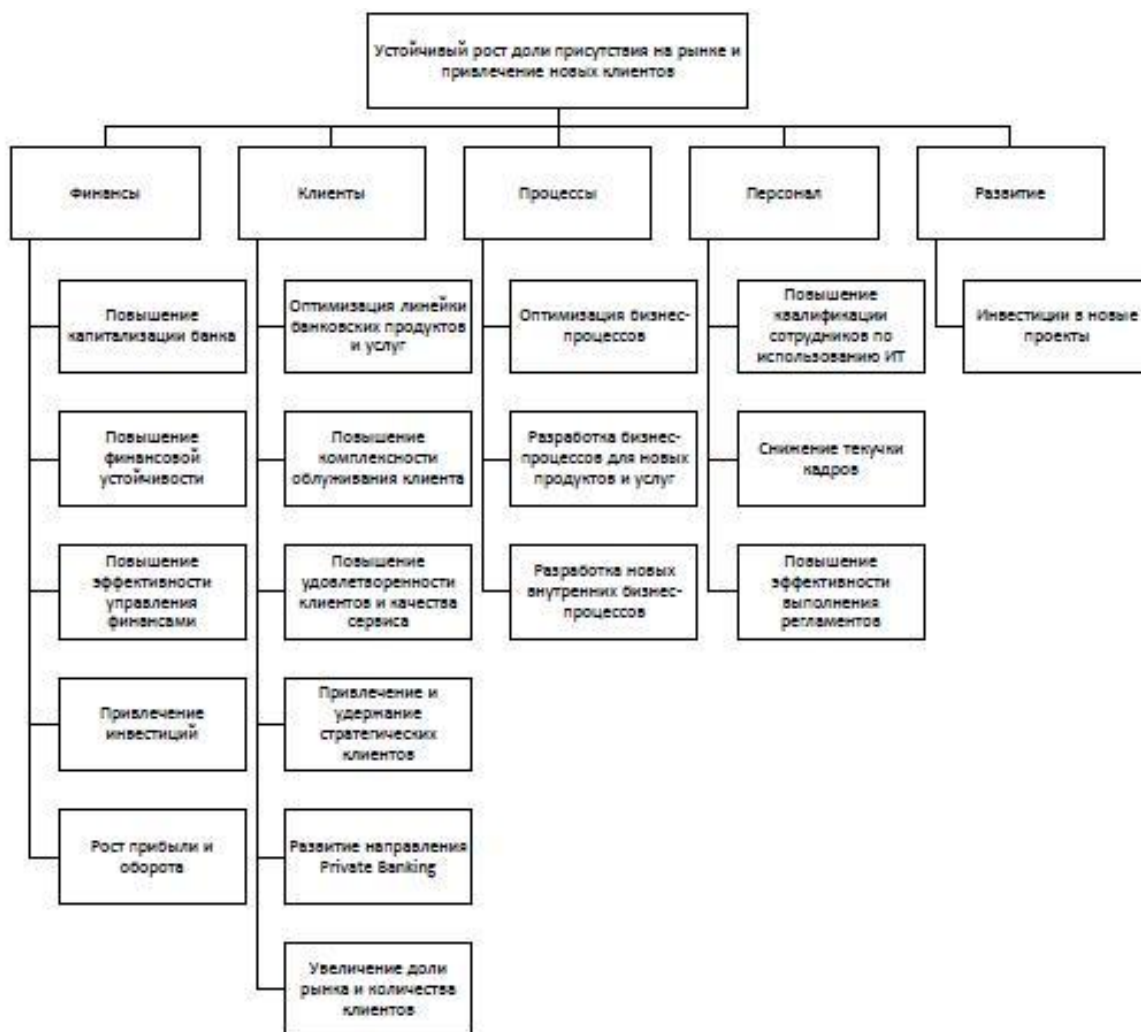 Устойчивый рост доли присутствия на рынке и
привлечение новых клиентов
Финансы
Клиенты
Процессы
Персонал
Развитие
Повышение
капитализации банка
Оптимизация линейки
банковских продуктов
и услуг
Оптимизация бизнес-
процессов
Повышение
квалификации
сотрудников по
использованию ИТ
Инвестиции в новые
проекты
Повышение
финансовой
устойчивости
Повышение
комплексности
облуживания клиента
Разработка бизнес-
процессов для новых
продуктов и услуг
Снижение текучки
кадров
Повышение
эффективности
управления
финансами
Повышение
удовлетворенности
клиентов и качества
сервиса
Разработка новых
внутренних бизнес-
процессов
Повышение
эффективности
выполнения
регламентов
Привлечение
инвестиций
Привлечение и
удержание
стратегических
клиентов
Рост прибыли и
оборота
Развитие направления
Private Banking
Увеличение доли
рынка и количества
клиентов